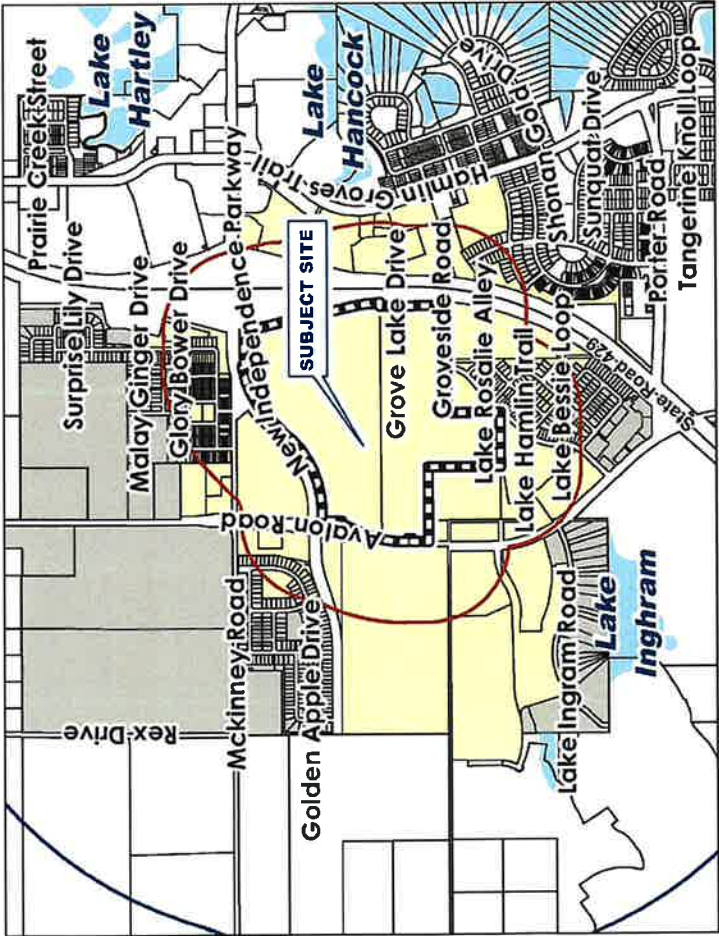 Prairie Creek Street
Surprise Lily Drive
Lake
Hartley
Rex Drive
Malay Ginger Drive
Glory Bower Drive
Mckinney Road
New Independence Parkway
SUBJECT SITE
Golden Apple Drive
Lake
Hancock
Avalon Road
Hamlin Groves Trail
Grove Lake Drive
Groveside Road
Lake Rosalie Alley
Lake Hamlin Trail
Shonan Gold Drive
Lake Bessie Loop
Lake Ingram Road
Sunquat Drive
Lake
Inghram
State Road 429
Porter Road
Tangerine Knoll Loop